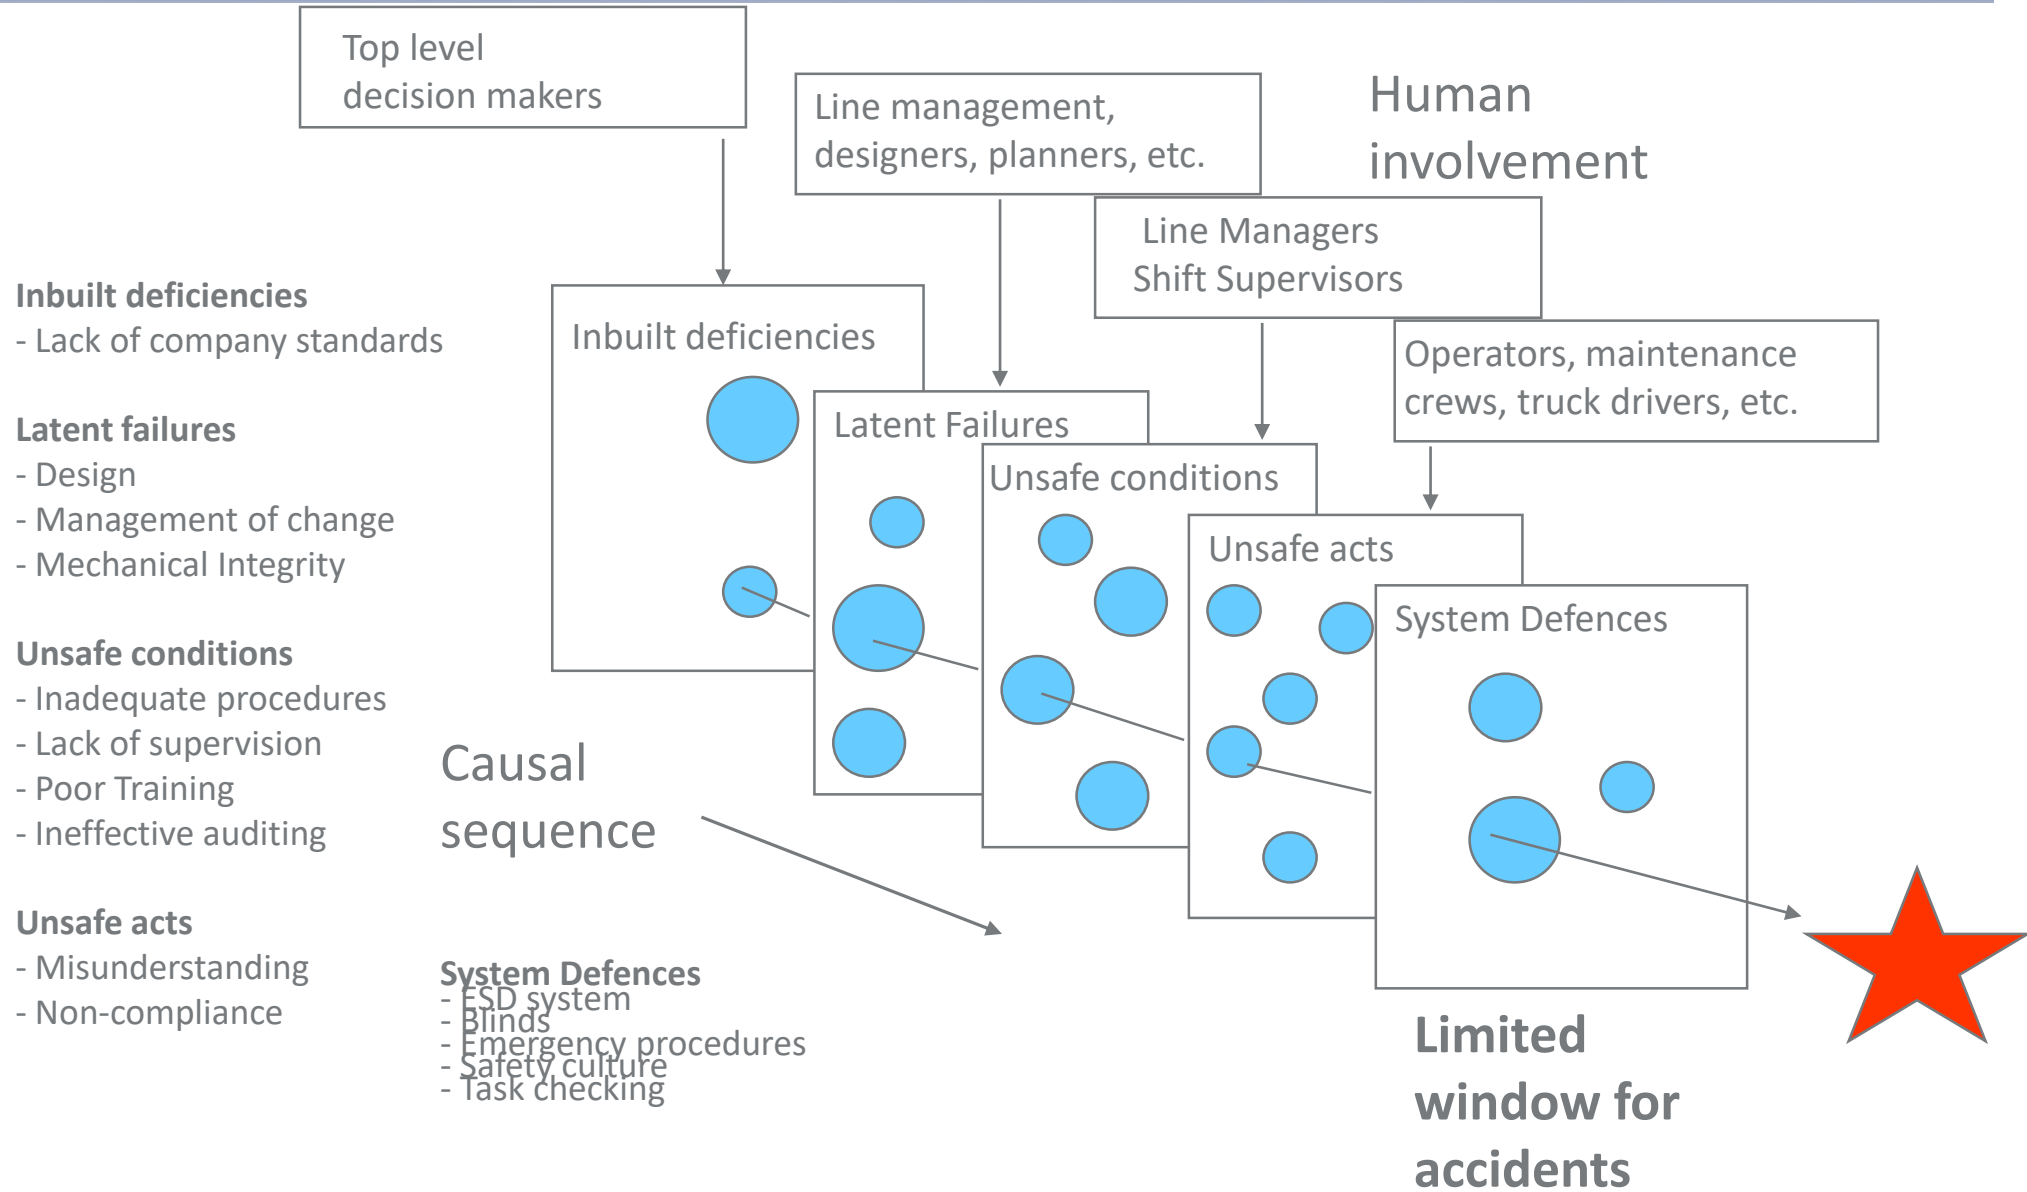 Top level
decision makers
Line management,
designers, planners, etc.
Human
involvement
Line Managers
Shift Supervisors
Operators, maintenance
crews, truck drivers, etc.
Inbuilt deficiencies
- Lack of company standards
Latent failures
- Design
- Management of change
- Mechanical Integrity
Unsafe conditions
- Inadequate procedures
- Lack of supervision
- Poor Training
- Ineffective auditing
Unsafe acts
- Misunderstanding
- Non-compliance
Inbuilt deficiencies
Latent Failures
Unsafe conditions
Unsafe acts
System Defences
Causal
sequence
System Defences
- ESD system
- Blinds
- Emergency procedures
- Safety culture
- Task checking
Limited
window for
accidents